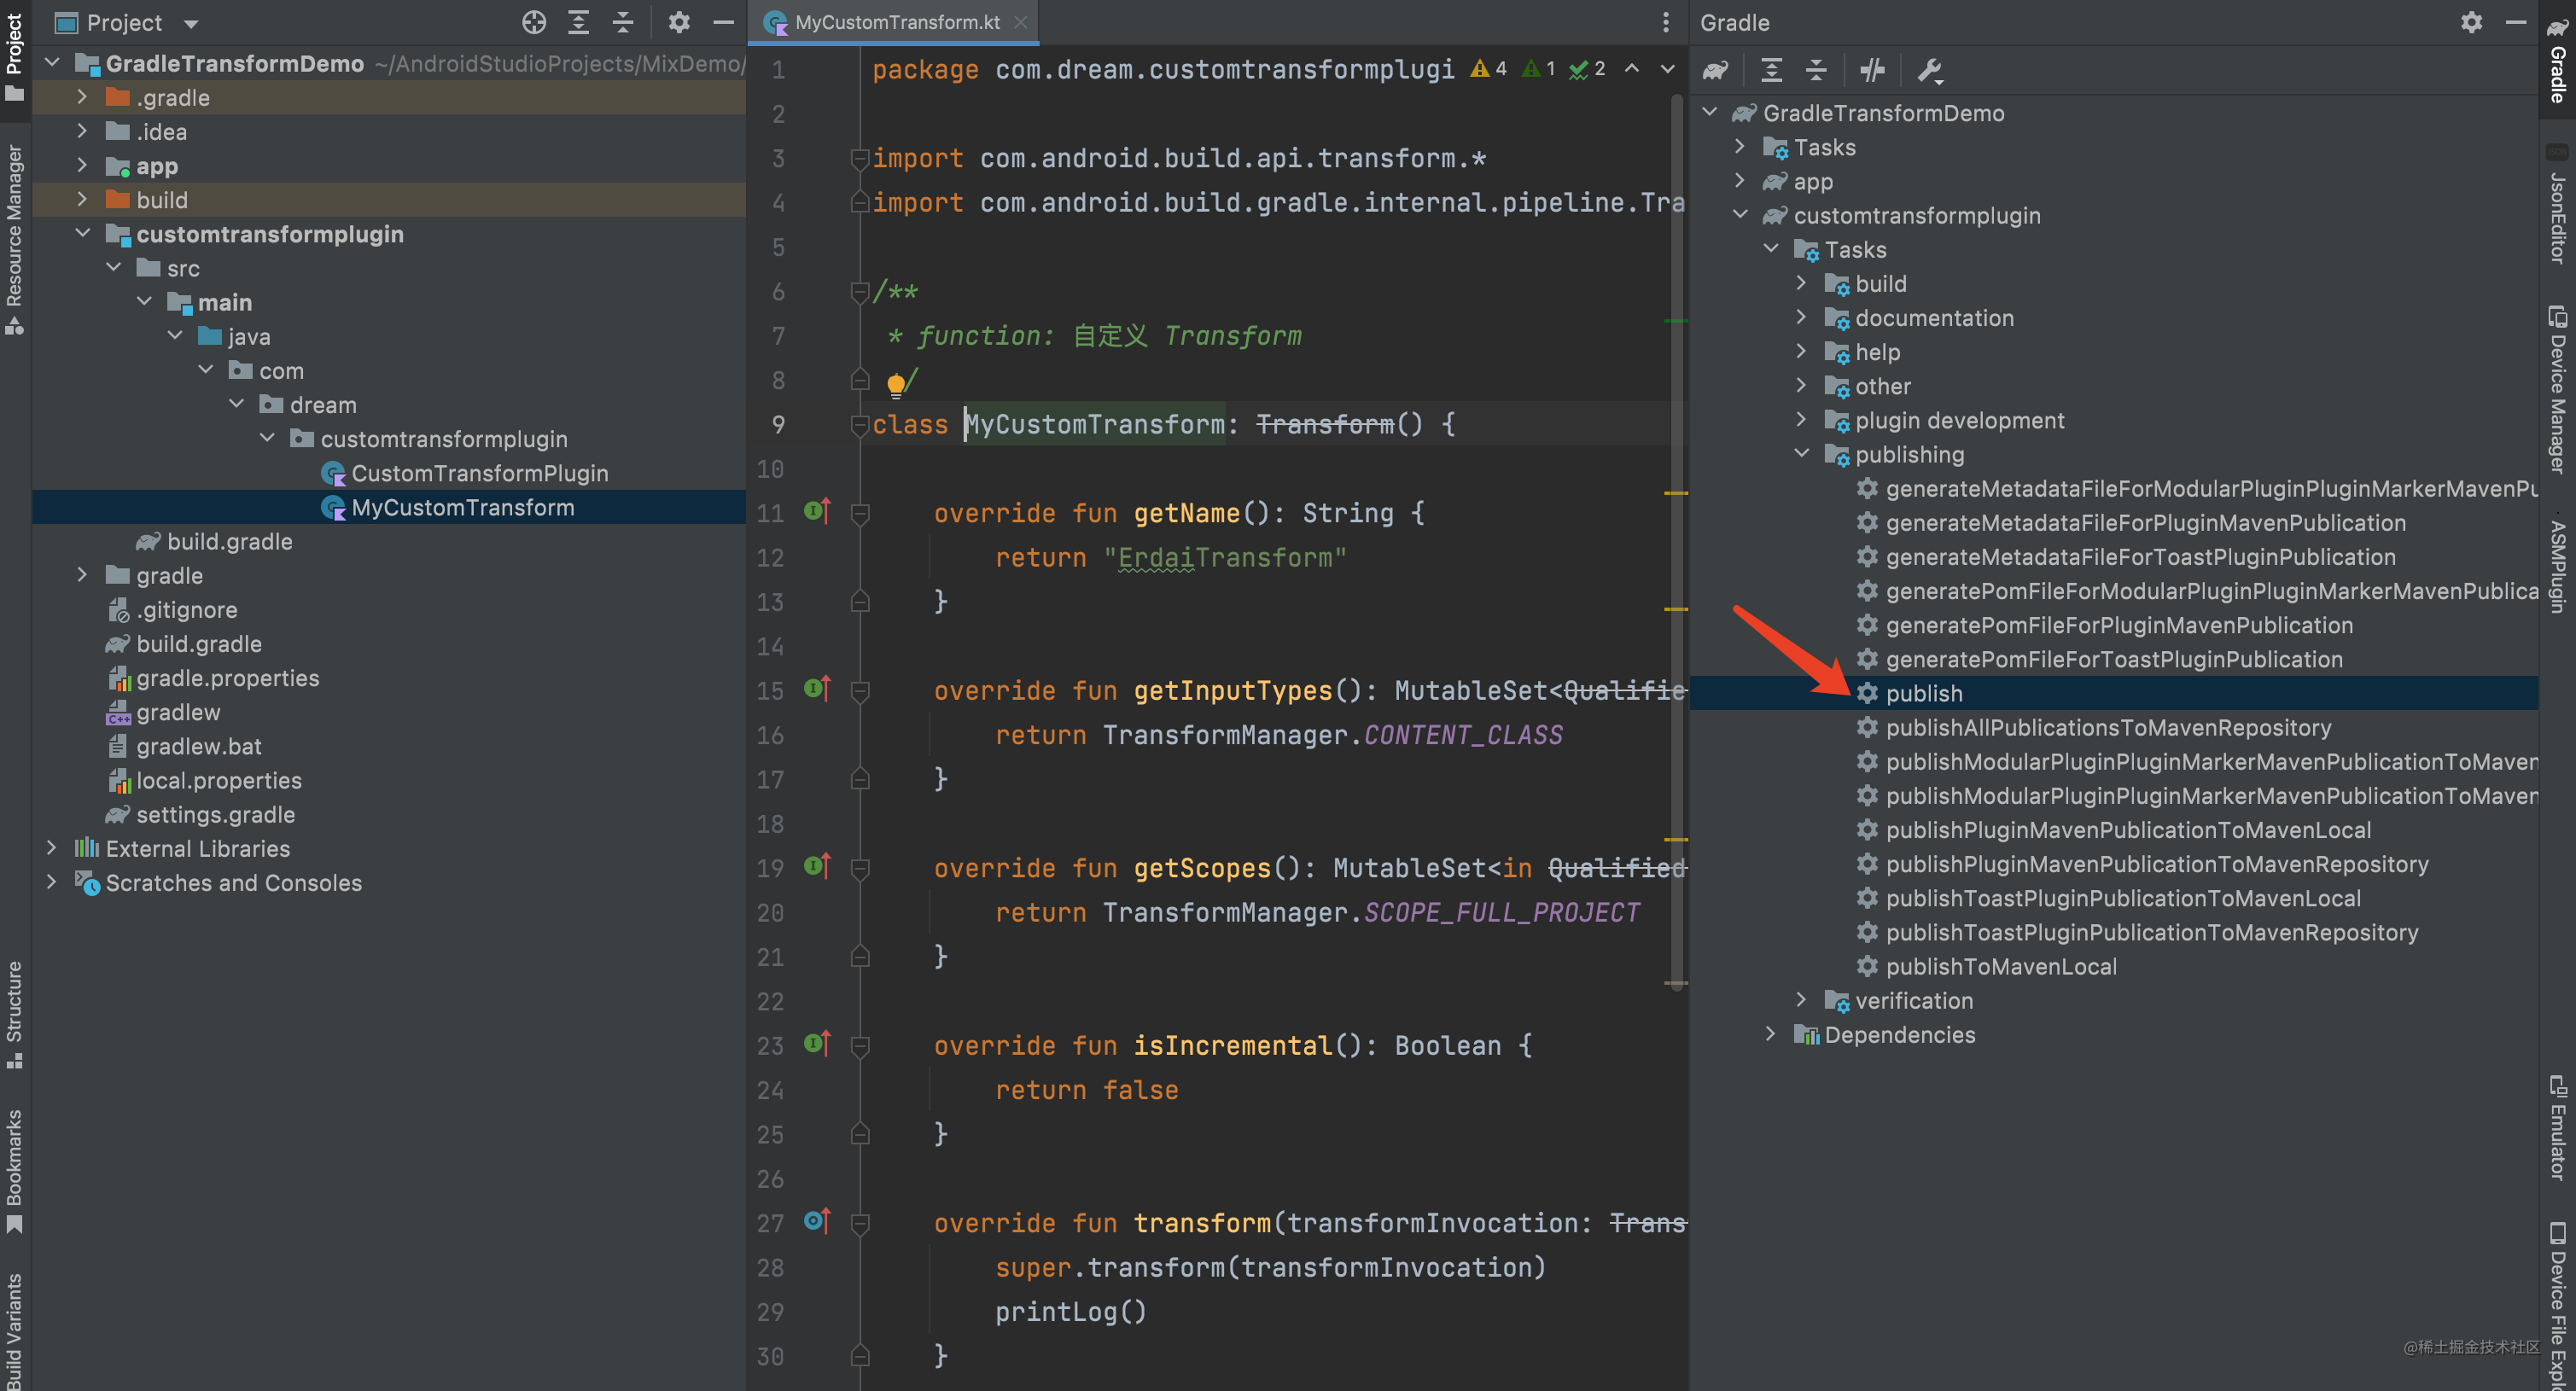 Project
Resource Manager
Structure
Bookmarks
Build Variants
Project
GradleTransformDemo ~/AndroidStudioProjects/MixDemo/
.gradle
.idea
app
build
customtransformplugin
src
main
java
com
dream
customtransformplugin
CustomTransformPlugin
MyCustomTransform
build.gradle
gradle
.gitignore
build.gradle
gradle.properties
gradlew
gradlew.bat
local.properties
settings.gradle
External Libraries
Scratches and Consoles
MyCustomTransform.kt
4 1 2
1 package com.dream.customtransformplugi
2
3 import com.android.build.api.transform.*
4 import com.android.build.gradle.internal.pipeline.Tra
5
6 /**
7 * function: 自定义 Transform
8 */
9 class MyCustomTransform: Transform() {
10
11 override fun getName(): String {
12 return "ErdaiTransform"
13 }
14
15 override fun getInputTypes(): MutableSet<Qualifie
16 return TransformManager.CONTENT_CLASS
17 }
18
19 override fun getScopes(): MutableSet<in Qualified
20 return TransformManager.SCOPE_FULL_PROJECT
21 }
22
23 override fun isIncremental(): Boolean {
24 return false
25 }
26
27 override fun transform(transformInvocation: Trans
28 super.transform(transformInvocation)
29 printLog()
30 }
Gradle
GradleTransformDemo
Tasks
app
customtransformplugin
Tasks
build
documentation
help
other
plugin development
publishing
generateMetadataFileForModularPluginPluginMarkerMavenPu
generateMetadataFileForPluginMavenPublication
generateMetadataFileForToastPluginPublication
generatePomFileForModularPluginPluginMarkerMavenPublica
generatePomFileForPluginMavenPublication
generatePomFileForToastPluginPublication
publish
publishAllPublicationsToMavenRepository
publishModularPluginPluginMarkerMavenPublicationToMaven
publishModularPluginPluginMarkerMavenPublicationToMaven
publishPluginMavenPublicationToMavenLocal
publishPluginMavenPublicationToMavenRepository
publishToastPluginPublicationToMavenLocal
publishToastPluginPublicationToMavenRepository
publishToMavenLocal
verification
Dependencies
Gradle
JsonEditor
Device Manager
ASMPlugin
Emulator
Device File Explo
@稀土掘金技术社区